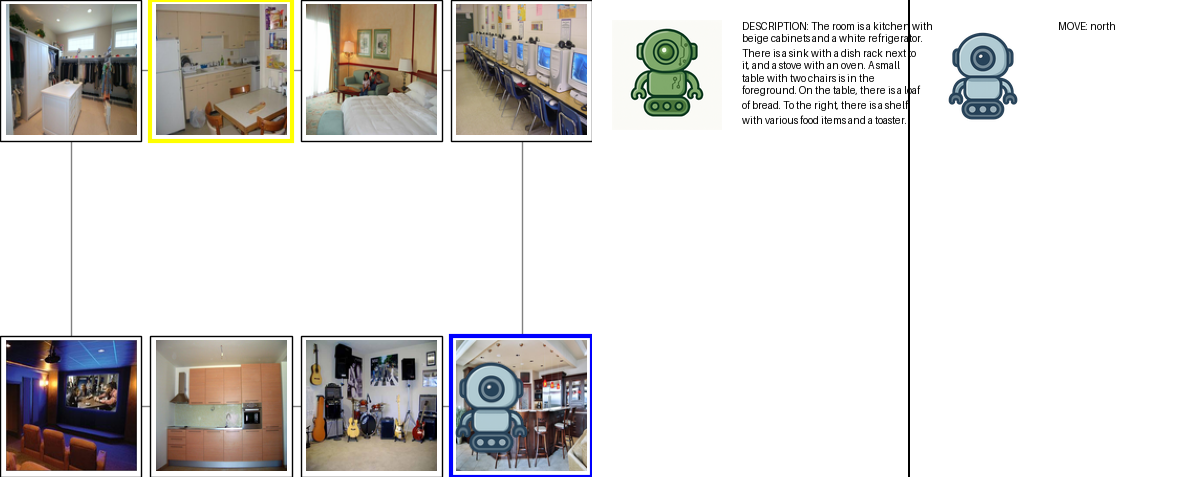 DESCRIPTION: The room is a kitchen with
beige cabinets and a white refrigerator.
There is a sink with a dish rack next to
it, and a stove with an oven. A small
table with two chairs is in the
foreground. On the table, there is a loaf
of bread. To the right, there is a shelf
with various food items and a toaster.
MOVE: north